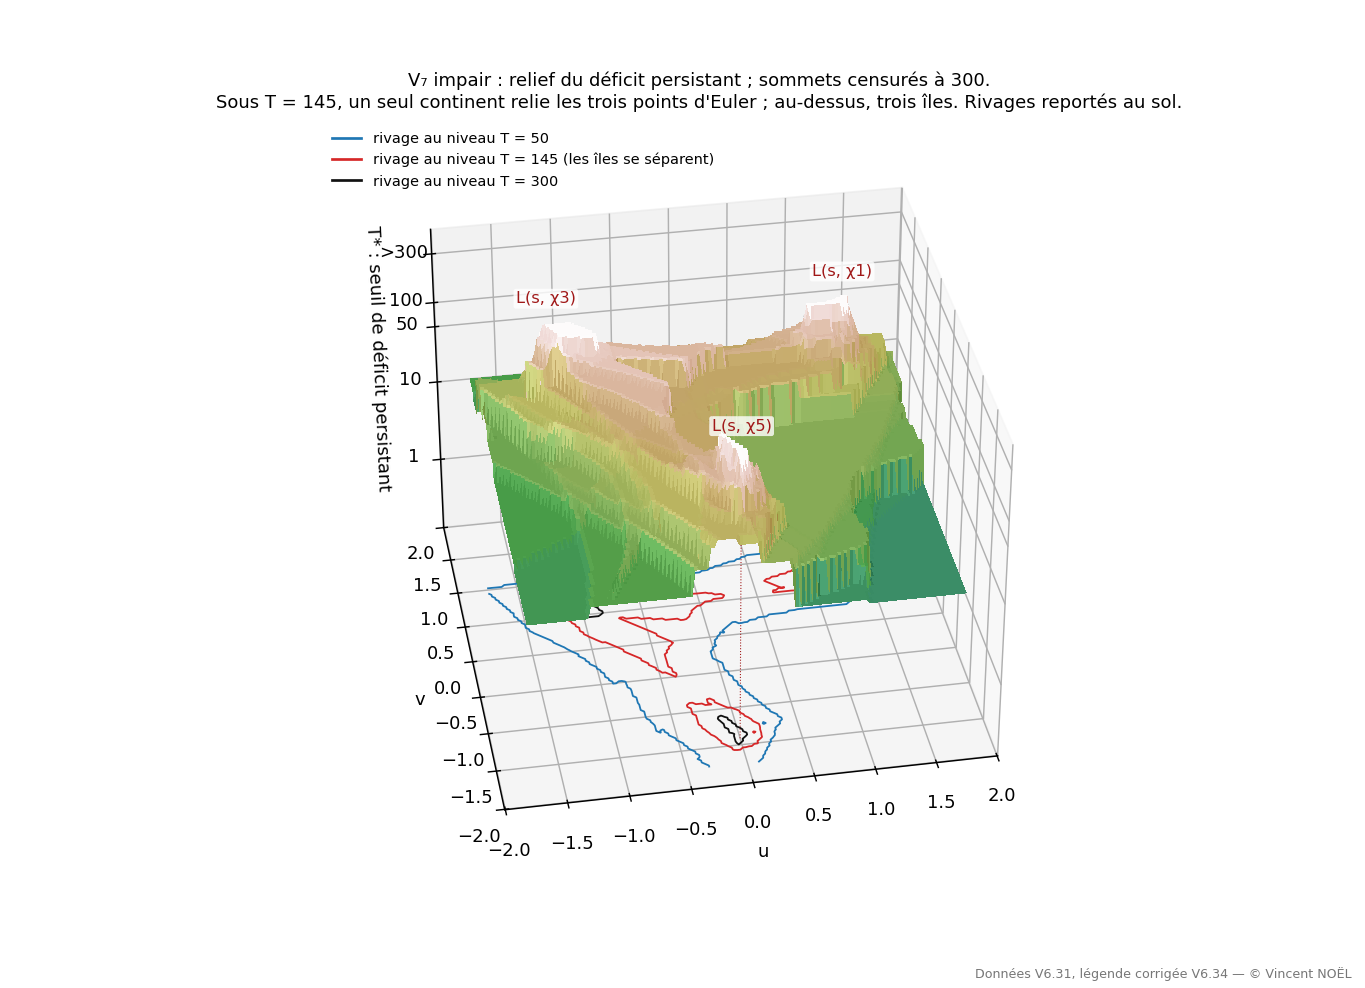 V₇ impair : relief du déficit persistant ; sommets censurés à 300.
Sous T = 145, un seul continent relie les trois points d'Euler ; au-dessus, trois îles. Rivages reportés au sol.
rivage au niveau T = 50
rivage au niveau T = 145 (les îles se séparent)
rivage au niveau T = 300
T* : seuil de déficit persistant
>300
100
50
10
1
L(s, χ1)
L(s, χ3)
L(s, χ5)
2.0
1.5
1.0
0.5
0.0
−0.5
−1.0
−1.5
−2.0
v
−2.0
−1.5
−1.0
−0.5
0.0
0.5
1.0
1.5
2.0
u
Données V6.31, légende corrigée V6.34 — © Vincent NOËL